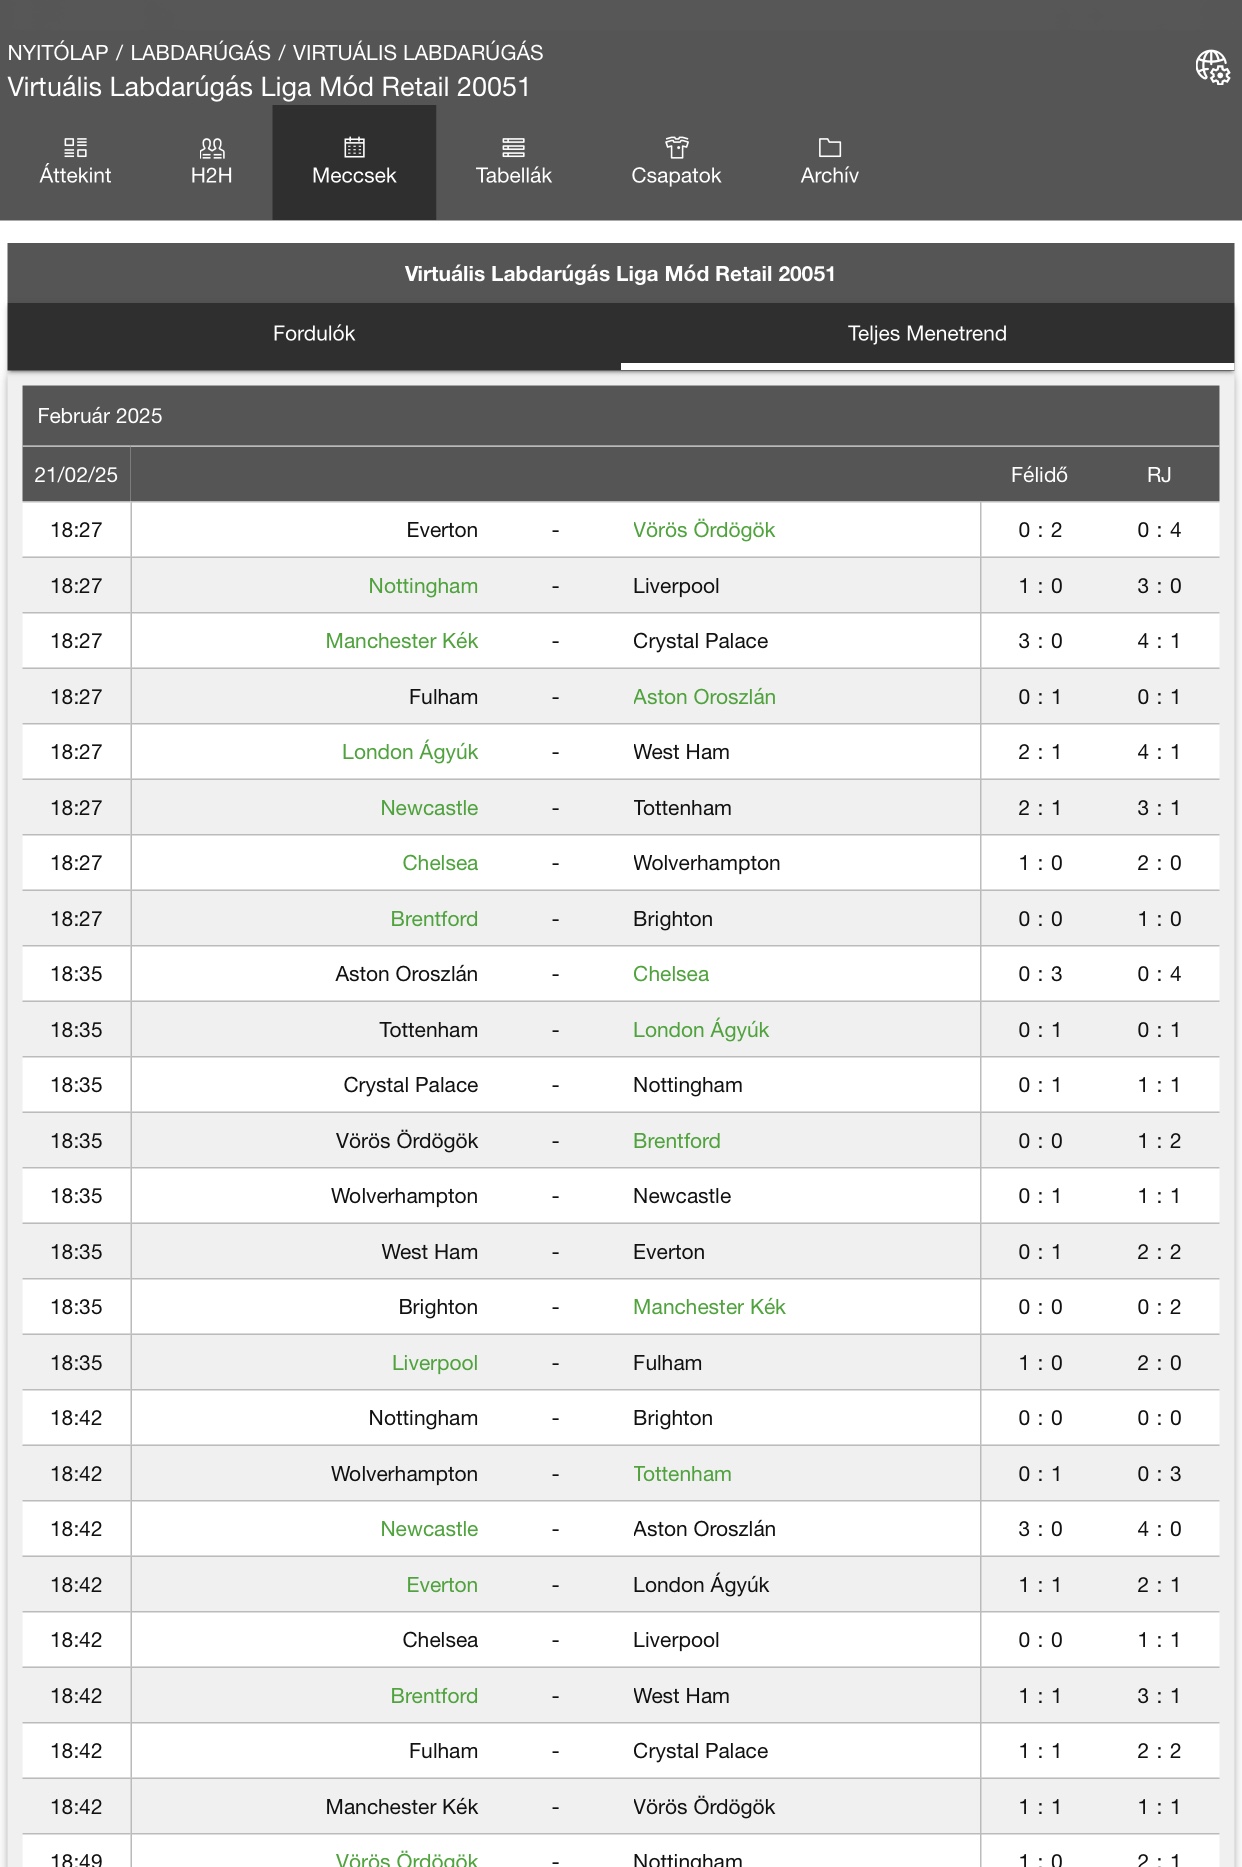 NYITÓLAP / LABDARÚGÁS / VIRTUÁLIS LABDARÚGÁS
Virtuális Labdarúgás Liga Mód Retail 20051
Áttekint H2H Meccsek Tabellák Csapatok Archív
Virtuális Labdarúgás Liga Mód Retail 20051
Fordulók Teljes Menetrend
Február 2025
21/02/25 Félidő RJ
18:27 Everton - Vörös Ördögök 0 : 2 0 : 4
18:27 Nottingham - Liverpool 1 : 0 3 : 0
18:27 Manchester Kék - Crystal Palace 3 : 0 4 : 1
18:27 Fulham - Aston Oroszlán 0 : 1 0 : 1
18:27 London Ágyúk - West Ham 2 : 1 4 : 1
18:27 Newcastle - Tottenham 2 : 1 3 : 1
18:27 Chelsea - Wolverhampton 1 : 0 2 : 0
18:27 Brentford - Brighton 0 : 0 1 : 0
18:35 Aston Oroszlán - Chelsea 0 : 3 0 : 4
18:35 Tottenham - London Ágyúk 0 : 1 0 : 1
18:35 Crystal Palace - Nottingham 0 : 1 1 : 1
18:35 Vörös Ördögök - Brentford 0 : 0 1 : 2
18:35 Wolverhampton - Newcastle 0 : 1 1 : 1
18:35 West Ham - Everton 0 : 1 2 : 2
18:35 Brighton - Manchester Kék 0 : 0 0 : 2
18:35 Liverpool - Fulham 1 : 0 2 : 0
18:42 Nottingham - Brighton 0 : 0 0 : 0
18:42 Wolverhampton - Tottenham 0 : 1 0 : 3
18:42 Newcastle - Aston Oroszlán 3 : 0 4 : 0
18:42 Everton - London Ágyúk 1 : 1 2 : 1
18:42 Chelsea - Liverpool 0 : 0 1 : 1
18:42 Brentford - West Ham 1 : 1 3 : 1
18:42 Fulham - Crystal Palace 1 : 1 2 : 2
18:42 Manchester Kék - Vörös Ördögök 1 : 1 1 : 1
18:49 Vörös Ördögök - Nottingham 1 : 0 2 : 1